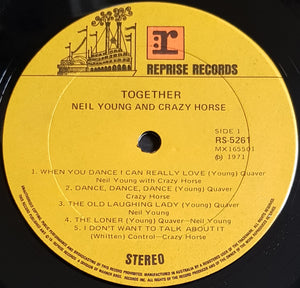 r
REPRISE RECORDS
TOGETHER
NEIL YOUNG AND CRAZY HORSE
SIDE 1
RS-5261
MX165501
℗ 1971
1. WHEN YOU DANCE I CAN REALLY LOVE (Young) Quaver
Neil Young with Crazy Horse
2. DANCE, DANCE, DANCE (Young) Quaver
Crazy Horse
3. THE OLD LAUGHING LADY (Young) Quaver
Neil Young
4. THE LONER (Young) Quaver—Neil Young
5. I DON'T WANT TO TALK ABOUT IT
(Whitten) Control—Crazy Horse
STEREO